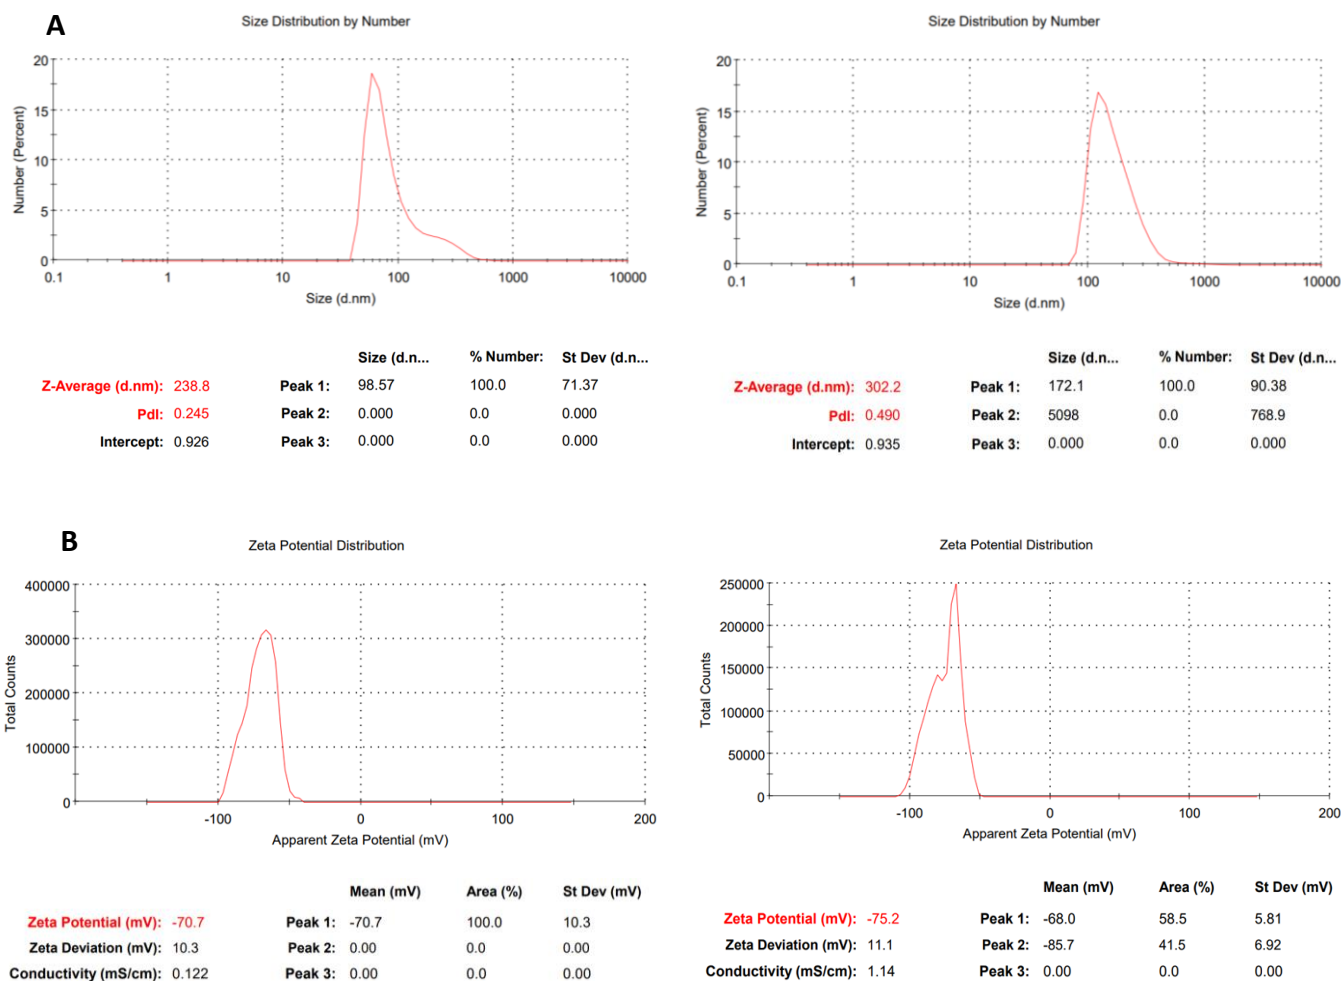 A
Size Distribution by Number
20
15
10
5
0
Number (Percent)
0.1 1 10 100 1000 10000
Size (d.nm)
Size (d.n... % Number: St Dev (d.n...
Z-Average (d.nm): 238.8 Peak 1: 98.57 100.0 71.37
PdI: 0.245 Peak 2: 0.000 0.0 0.000
Intercept: 0.926 Peak 3: 0.000 0.0 0.000
Size Distribution by Number
20
15
10
5
0
Number (Percent)
0.1 1 10 100 1000 10000
Size (d.nm)
Size (d.n... % Number: St Dev (d.n...
Z-Average (d.nm): 302.2 Peak 1: 172.1 100.0 90.38
PdI: 0.490 Peak 2: 5098 0.0 768.9
Intercept: 0.935 Peak 3: 0.000 0.0 0.000
B
Zeta Potential Distribution
400000
300000
200000
100000
0
Total Counts
-100 0 100 200
Apparent Zeta Potential (mV)
Mean (mV) Area (%) St Dev (mV)
Zeta Potential (mV): -70.7 Peak 1: -70.7 100.0 10.3
Zeta Deviation (mV): 10.3 Peak 2: 0.00 0.0 0.00
Conductivity (mS/cm): 0.122 Peak 3: 0.00 0.0 0.00
Zeta Potential Distribution
250000
200000
150000
100000
50000
0
Total Counts
-100 0 100 200
Apparent Zeta Potential (mV)
Mean (mV) Area (%) St Dev (mV)
Zeta Potential (mV): -75.2 Peak 1: -68.0 58.5 5.81
Zeta Deviation (mV): 11.1 Peak 2: -85.7 41.5 6.92
Conductivity (mS/cm): 1.14 Peak 3: 0.00 0.0 0.00